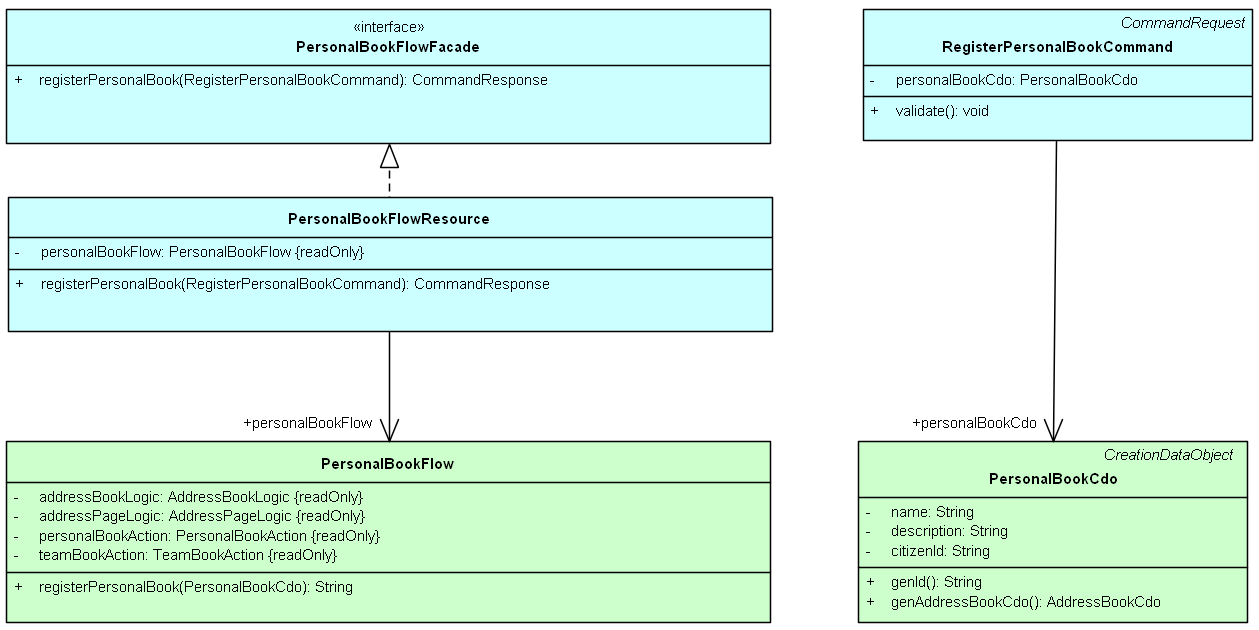 «interface»
PersonalBookFlowFacade
+ registerPersonalBook(RegisterPersonalBookCommand): CommandResponse
CommandRequest
RegisterPersonalBookCommand
- personalBookCdo: PersonalBookCdo
+ validate(): void
PersonalBookFlowResource
- personalBookFlow: PersonalBookFlow {readOnly}
+ registerPersonalBook(RegisterPersonalBookCommand): CommandResponse
+personalBookFlow
+personalBookCdo
PersonalBookFlow
- addressBookLogic: AddressBookLogic {readOnly}
- addressPageLogic: AddressPageLogic {readOnly}
- personalBookAction: PersonalBookAction {readOnly}
- teamBookAction: TeamBookAction {readOnly}
+ registerPersonalBook(PersonalBookCdo): String
CreationDataObject
PersonalBookCdo
- name: String
- description: String
- citizenId: String
+ genId(): String
+ genAddressBookCdo(): AddressBookCdo